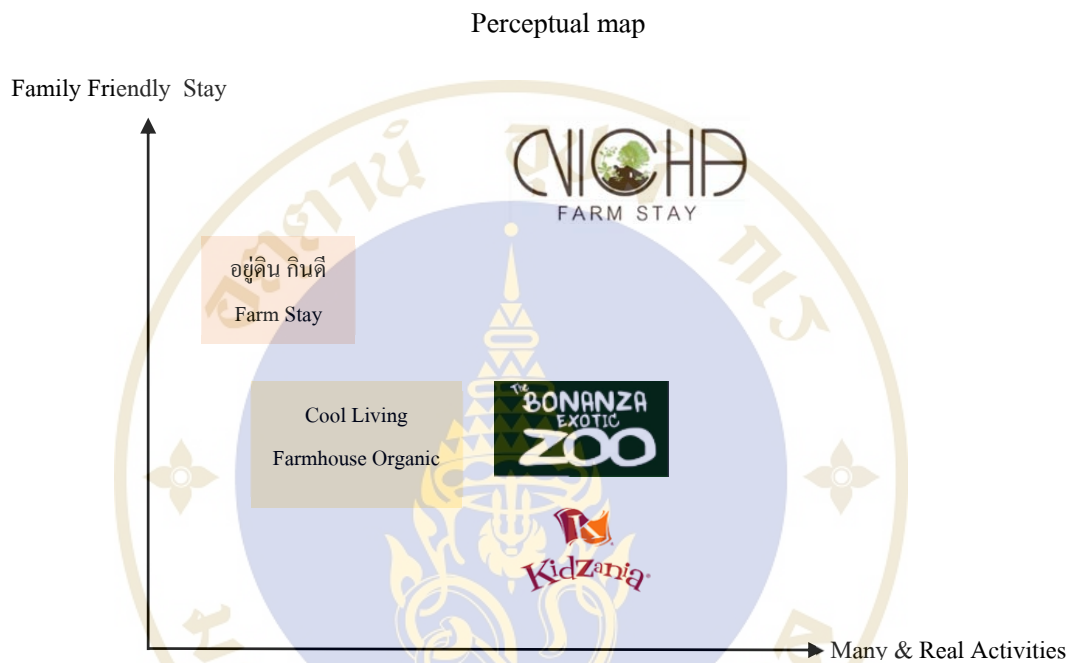 Perceptual map
Family Friendly Stay
NICHA
FARM STAY
อยู่ดิน กินดี
Farm Stay
Cool Living
Farmhouse Organic
The
BONANZA
EXOTIC
ZOO
K
Kidzania
Many & Real Activities